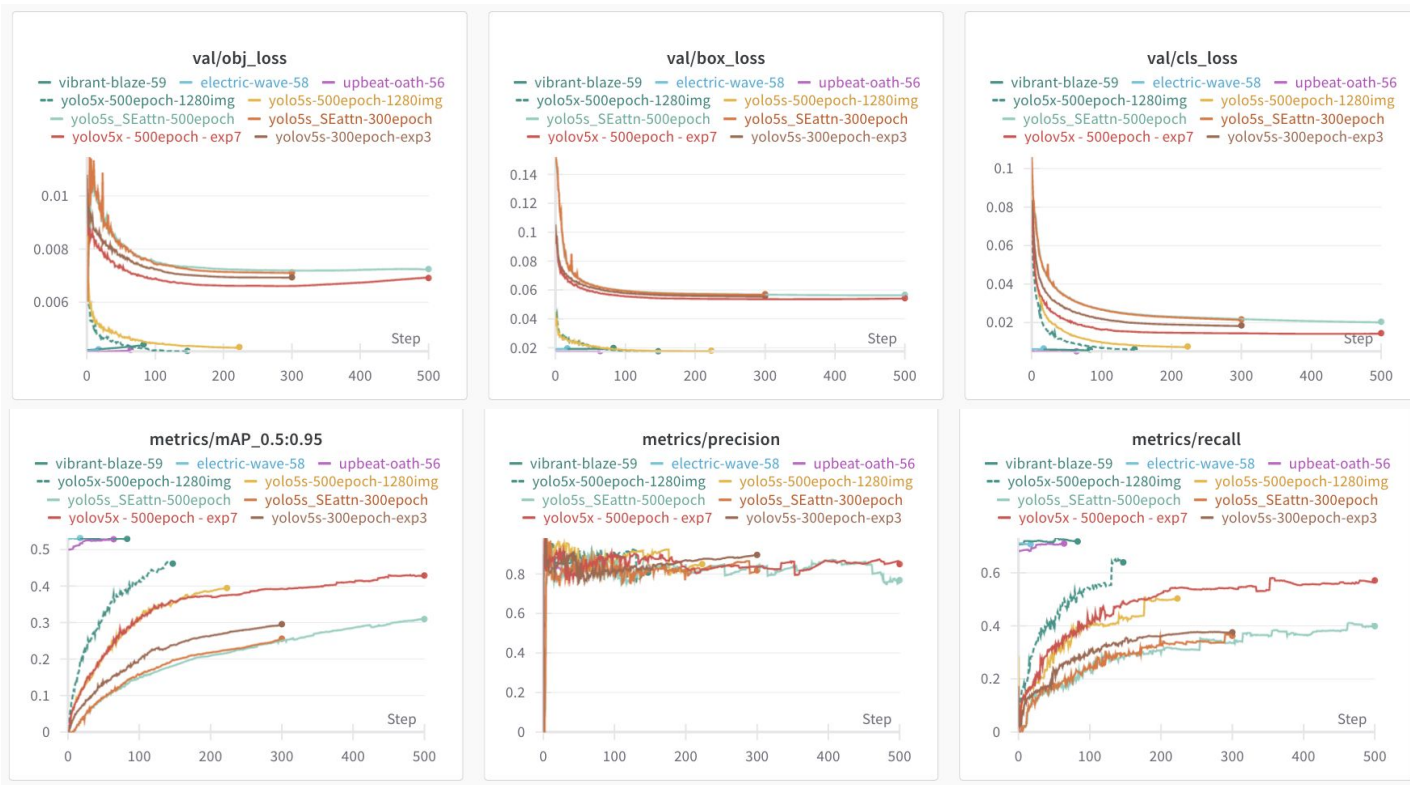 val/obj_loss
vibrant-blaze-59 electric-wave-58 upbeat-oath-56
yolo5x-500epoch-1280img yolo5s-500epoch-1280img
yolo5s_SEattn-500epoch yolo5s_SEattn-300epoch
yolov5x - 500epoch - exp7 yolov5s-300epoch-exp3
0.01
0.008
0.006
Step
0 100 200 300 400 500
val/box_loss
vibrant-blaze-59 electric-wave-58 upbeat-oath-56
yolo5x-500epoch-1280img yolo5s-500epoch-1280img
yolo5s_SEattn-500epoch yolo5s_SEattn-300epoch
yolov5x - 500epoch - exp7 yolov5s-300epoch-exp3
0.14
0.12
0.1
0.08
0.06
0.04
0.02
Step
0 100 200 300 400 500
val/cls_loss
vibrant-blaze-59 electric-wave-58 upbeat-oath-56
yolo5x-500epoch-1280img yolo5s-500epoch-1280img
yolo5s_SEattn-500epoch yolo5s_SEattn-300epoch
yolov5x - 500epoch - exp7 yolov5s-300epoch-exp3
0.1
0.08
0.06
0.04
0.02
Step
0 100 200 300 400 500
metrics/mAP_0.5:0.95
vibrant-blaze-59 electric-wave-58 upbeat-oath-56
yolo5x-500epoch-1280img yolo5s-500epoch-1280img
yolo5s_SEattn-500epoch yolo5s_SEattn-300epoch
yolov5x - 500epoch - exp7 yolov5s-300epoch-exp3
0.5
0.4
0.3
0.2
0.1
0
Step
0 100 200 300 400 500
metrics/precision
vibrant-blaze-59 electric-wave-58 upbeat-oath-56
yolo5x-500epoch-1280img yolo5s-500epoch-1280img
yolo5s_SEattn-500epoch yolo5s_SEattn-300epoch
yolov5x - 500epoch - exp7 yolov5s-300epoch-exp3
0.8
0.6
0.4
0.2
0
Step
0 100 200 300 400 500
metrics/recall
vibrant-blaze-59 electric-wave-58 upbeat-oath-56
yolo5x-500epoch-1280img yolo5s-500epoch-1280img
yolo5s_SEattn-500epoch yolo5s_SEattn-300epoch
yolov5x - 500epoch - exp7 yolov5s-300epoch-exp3
0.6
0.4
0.2
0
Step
0 100 200 300 400 500